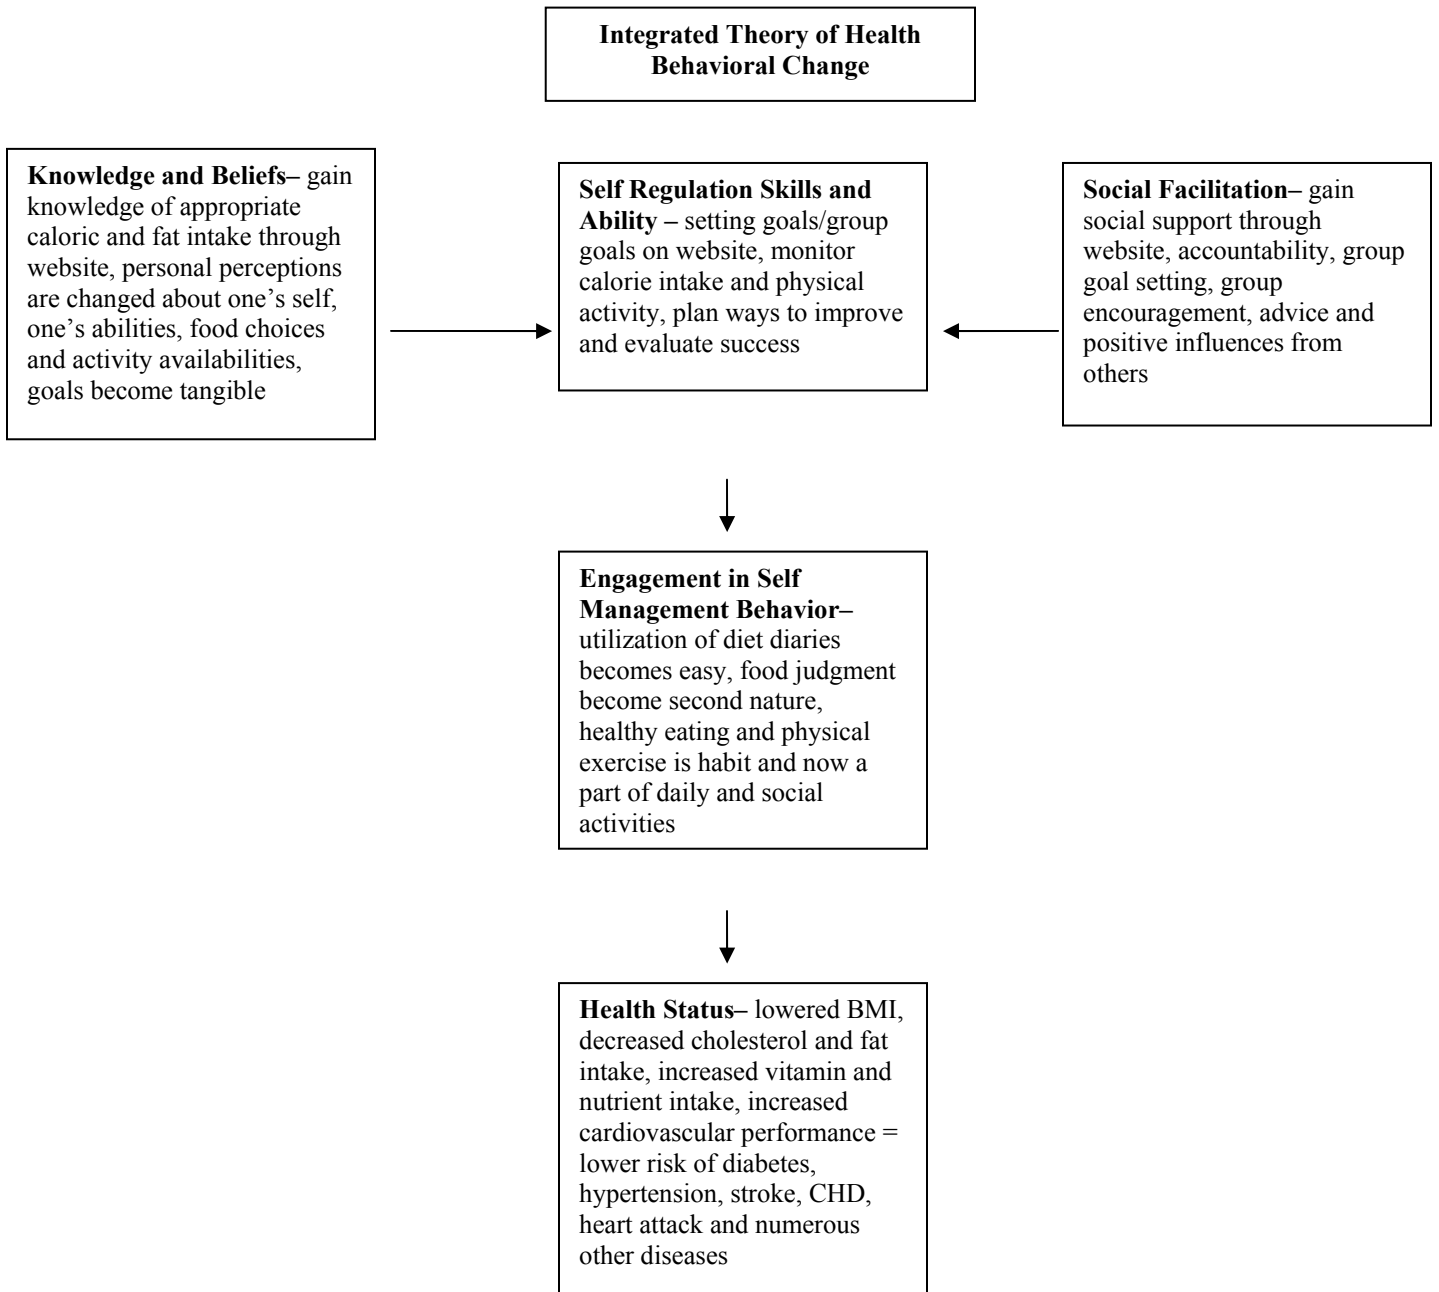 Integrated Theory of Health
Behavioral Change
Knowledge and Beliefs– gain
knowledge of appropriate
caloric and fat intake through
website, personal perceptions
are changed about one’s self,
one’s abilities, food choices
and activity availabilities,
goals become tangible
Self Regulation Skills and
Ability – setting goals/group
goals on website, monitor
calorie intake and physical
activity, plan ways to improve
and evaluate success
Social Facilitation– gain
social support through
website, accountability, group
goal setting, group
encouragement, advice and
positive influences from
others
Engagement in Self
Management Behavior–
utilization of diet diaries
becomes easy, food judgment
become second nature,
healthy eating and physical
exercise is habit and now a
part of daily and social
activities
Health Status– lowered BMI,
decreased cholesterol and fat
intake, increased vitamin and
nutrient intake, increased
cardiovascular performance =
lower risk of diabetes,
hypertension, stroke, CHD,
heart attack and numerous
other diseases